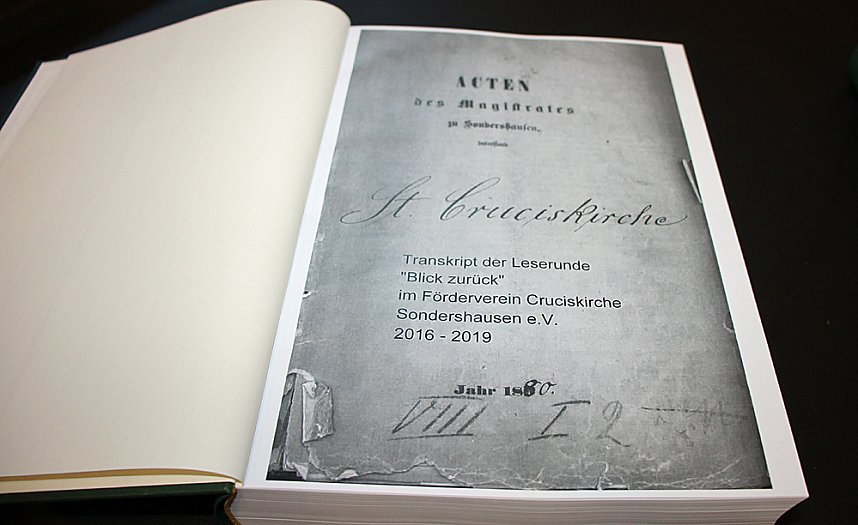 ACTEN
des Magistrates
zu Sondershausen,
betreffend
St. Cruciskirche
Transkript der Leserunde
"Blick zurück"
im Förderverein Cruciskirche
Sondershausen e.V.
2016 - 2019
Jahr 1880.
VIII I 2